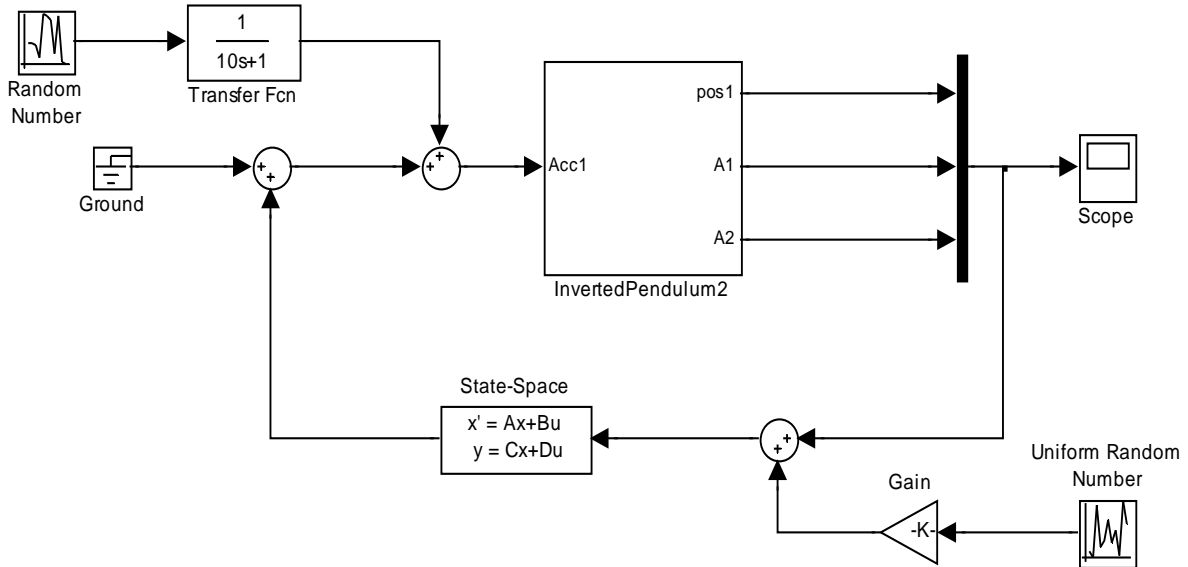 1
10s+1
Transfer Fcn
Random
Number
+
+
Ground
+
+
Acc1
pos1
A1
A2
InvertedPendulum2
Scope
State-Space
x' = Ax+Bu
y = Cx+Du
+
+
Gain
-K-
Uniform Random
Number